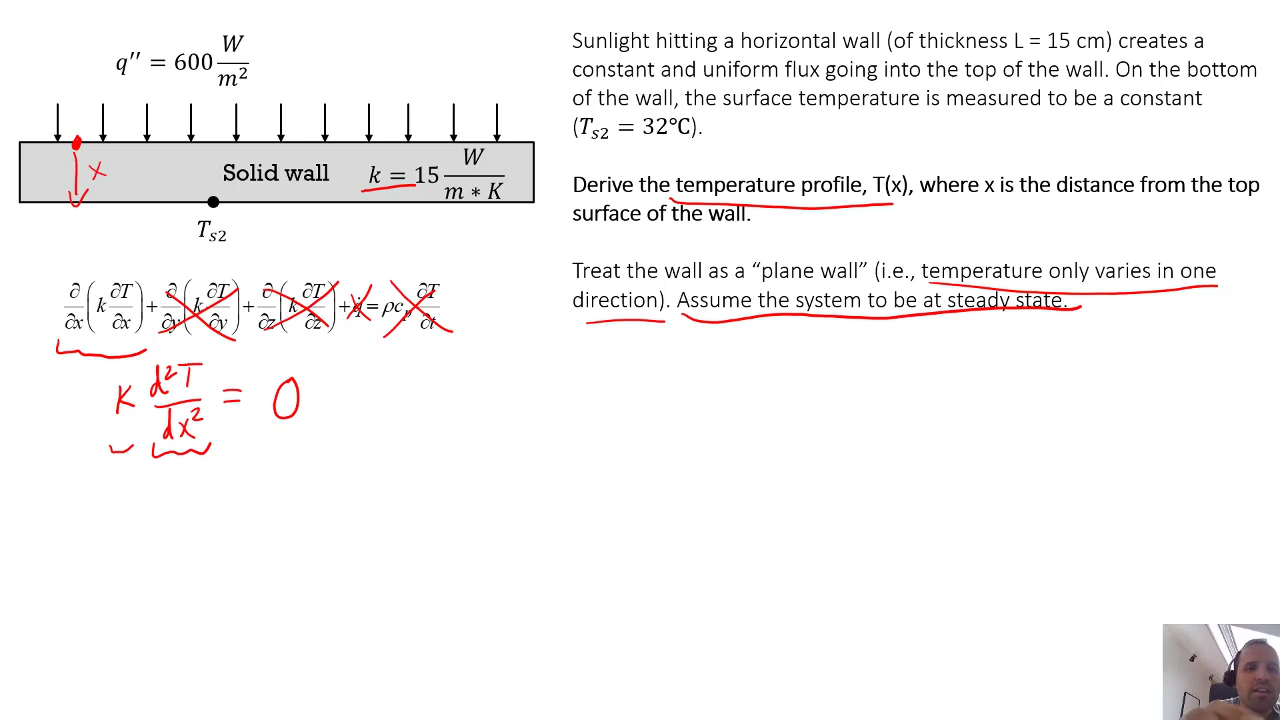 q′′ = 600 W/m²
x
Solid wall
k = 15 W/(m * K)
T_s2
∂/∂x (k ∂T/∂x) + ∂/∂y (k ∂T/∂y) + ∂/∂z (k ∂T/∂z) + q̇ = ρc_p ∂T/∂t
k d²T/dx² = 0
Sunlight hitting a horizontal wall (of thickness L = 15 cm) creates a
constant and uniform flux going into the top of the wall. On the bottom
of the wall, the surface temperature is measured to be a constant
(T_s2 = 32°C).
Derive the temperature profile, T(x), where x is the distance from the top
surface of the wall.
Treat the wall as a “plane wall” (i.e., temperature only varies in one
direction). Assume the system to be at steady state.